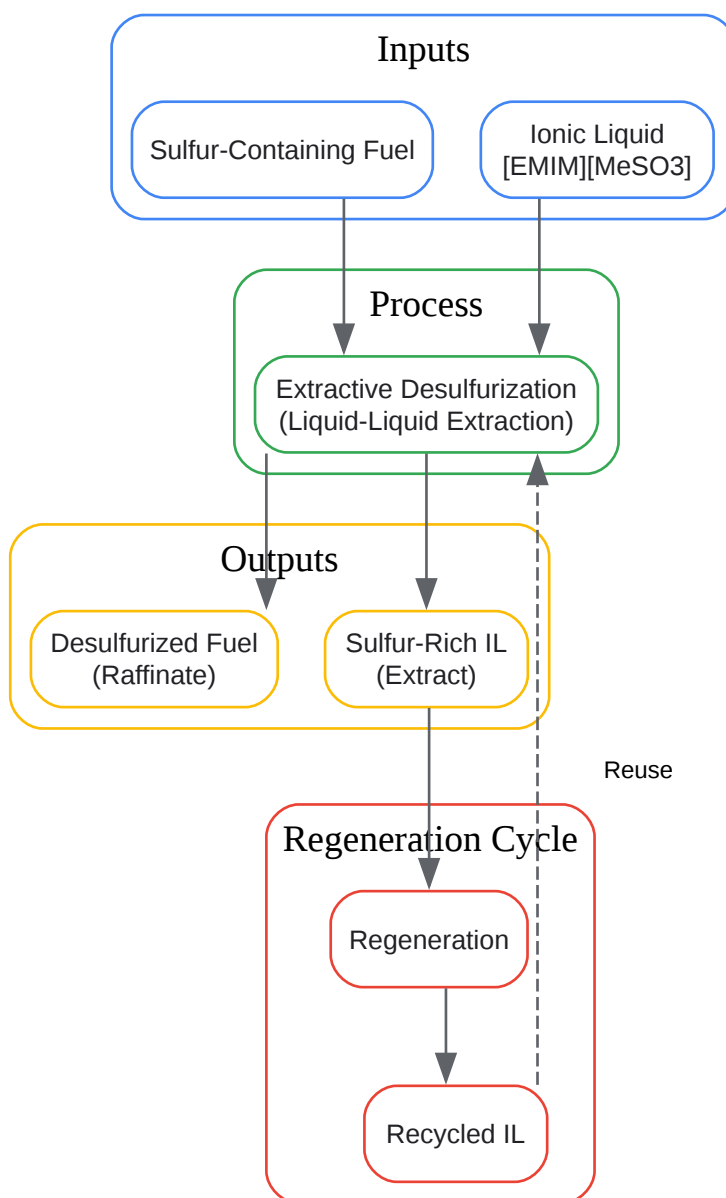 Inputs
Sulfur-Containing Fuel
Ionic Liquid
[EMIM][MeSO3]
Process
Extractive Desulfurization
(Liquid-Liquid Extraction)
Outputs
Desulfurized Fuel
(Raffinate)
Sulfur-Rich IL
(Extract)
Reuse
Regeneration Cycle
Regeneration
Recycled IL